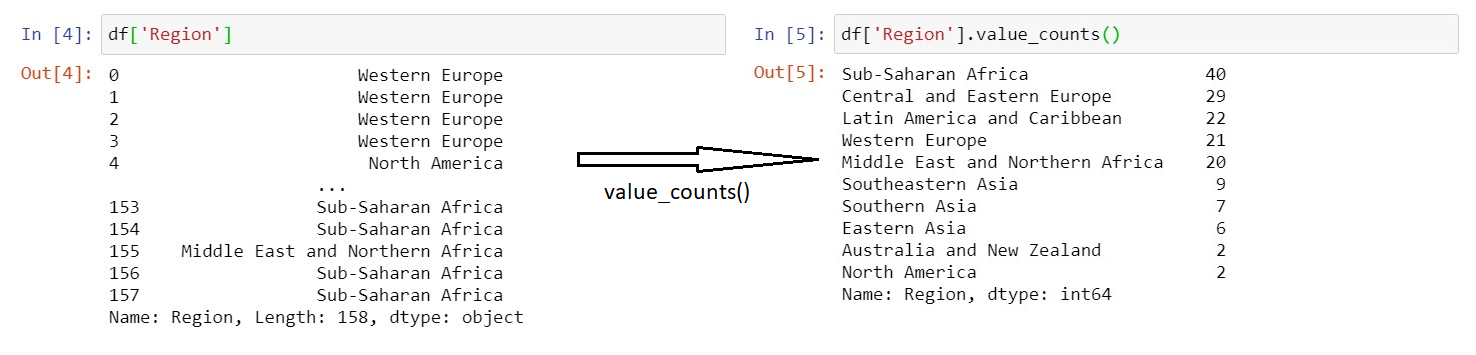 In [4]: df['Region']
Out[4]: 0 Western Europe
1 Western Europe
2 Western Europe
3 Western Europe
4 North America
...
153 Sub-Saharan Africa
154 Sub-Saharan Africa
155 Middle East and Northern Africa
156 Sub-Saharan Africa
157 Sub-Saharan Africa
Name: Region, Length: 158, dtype: object
value_counts()
In [5]: df['Region'].value_counts()
Out[5]: Sub-Saharan Africa 40
Central and Eastern Europe 29
Latin America and Caribbean 22
Western Europe 21
Middle East and Northern Africa 20
Southeastern Asia 9
Southern Asia 7
Eastern Asia 6
Australia and New Zealand 2
North America 2
Name: Region, dtype: int64